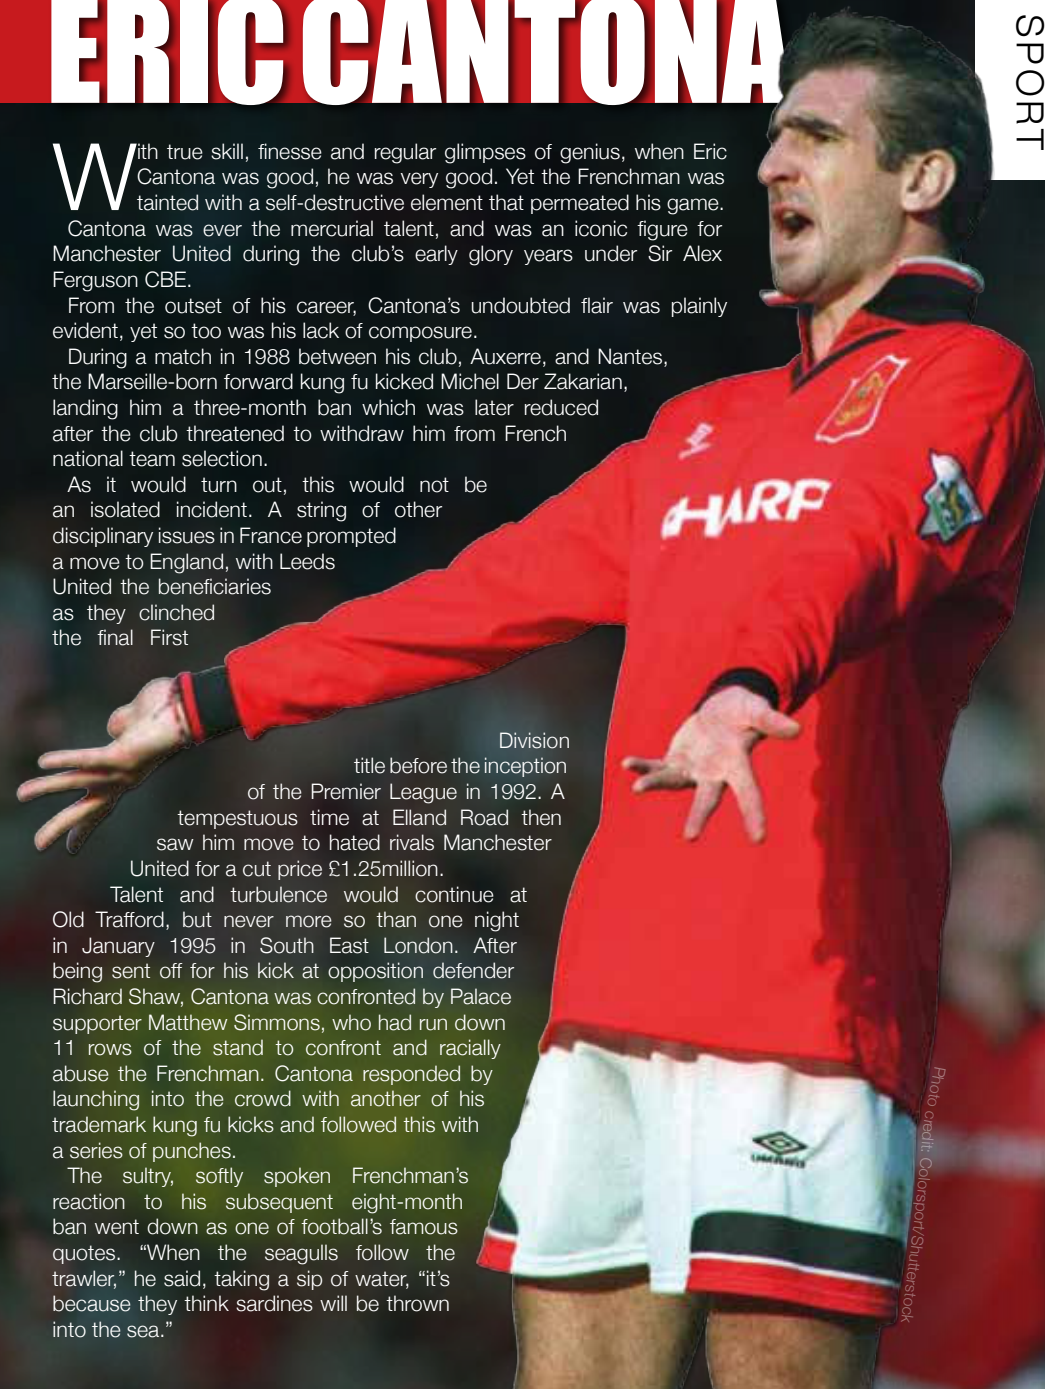 ERIC CANTONA
SPORT
With true skill, finesse and regular glimpses of genius, when Eric
Cantona was good, he was very good. Yet the Frenchman was
tainted with a self-destructive element that permeated his game.
Cantona was ever the mercurial talent, and was an iconic figure for
Manchester United during the club’s early glory years under Sir Alex
Ferguson CBE.
From the outset of his career, Cantona’s undoubted flair was plainly
evident, yet so too was his lack of composure.
During a match in 1988 between his club, Auxerre, and Nantes,
the Marseille-born forward kung fu kicked Michel Der Zakarian,
landing him a three-month ban which was later reduced
after the club threatened to withdraw him from French
national team selection.
As it would turn out, this would not be
an isolated incident. A string of other
disciplinary issues in France prompted
a move to England, with Leeds
United the beneficiaries
as they clinched
the final First
Division
title before the inception
of the Premier League in 1992. A
tempestuous time at Elland Road then
saw him move to hated rivals Manchester
United for a cut price £1.25million.
Talent and turbulence would continue at
Old Trafford, but never more so than one night
in January 1995 in South East London. After
being sent off for his kick at opposition defender
Richard Shaw, Cantona was confronted by Palace
supporter Matthew Simmons, who had run down
11 rows of the stand to confront and racially
abuse the Frenchman. Cantona responded by
launching into the crowd with another of his
trademark kung fu kicks and followed this with
a series of punches.
The sultry, softly spoken Frenchman’s
reaction to his subsequent eight-month
ban went down as one of football’s famous
quotes. “When the seagulls follow the
trawler,” he said, taking a sip of water, “it’s
because they think sardines will be thrown
into the sea.”
SHARP
UMBRO
Photo credit: Colorsport/Shutterstock